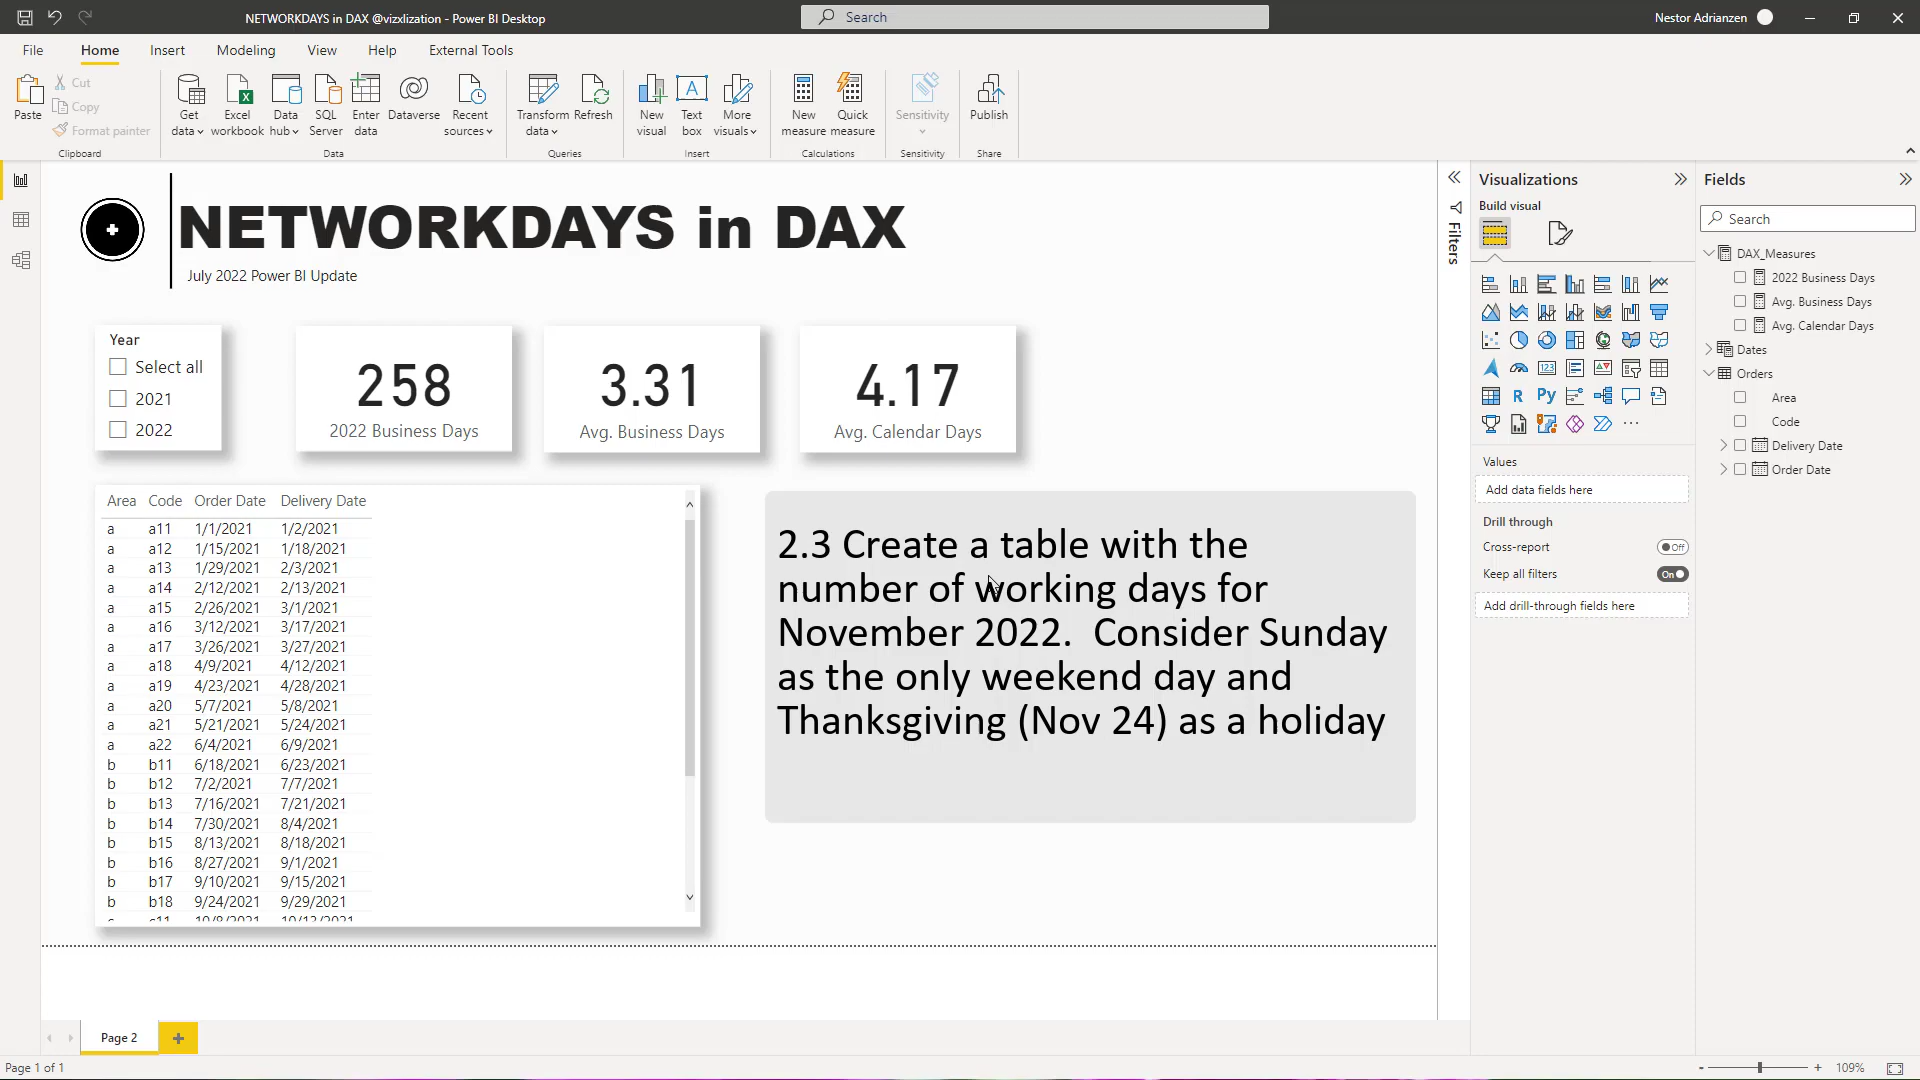 NETWORKDAYS in DAX @vizxlization - Power BI Desktop
Search
Nestor Adrianzen
File
Home
Insert
Modeling
View
Help
External Tools
Paste
Cut
Copy
Format painter
Clipboard
Get data
Excel workbook
Data hub
SQL Server
Enter data
Dataverse
Recent sources
Data
Transform data
Refresh
Queries
New visual
Text box
More visuals
Insert
New measure
Quick measure
Calculations
Sensitivity
Sensitivity
Publish
Share
NETWORKDAYS in DAX
July 2022 Power BI Update
Year
Select all
2021
2022
258
2022 Business Days
3.31
Avg. Business Days
4.17
Avg. Calendar Days
Area Code Order Date Delivery Date
a a11 1/1/2021 1/2/2021
a a12 1/15/2021 1/18/2021
a a13 1/29/2021 2/3/2021
a a14 2/12/2021 2/13/2021
a a15 2/26/2021 3/1/2021
a a16 3/12/2021 3/17/2021
a a17 3/26/2021 3/27/2021
a a18 4/9/2021 4/12/2021
a a19 4/23/2021 4/28/2021
a a20 5/7/2021 5/8/2021
a a21 5/21/2021 5/24/2021
a a22 6/4/2021 6/9/2021
b b11 6/18/2021 6/23/2021
b b12 7/2/2021 7/7/2021
b b13 7/16/2021 7/21/2021
b b14 7/30/2021 8/4/2021
b b15 8/13/2021 8/18/2021
b b16 8/27/2021 9/1/2021
b b17 9/10/2021 9/15/2021
b b18 9/24/2021 9/29/2021
c c11 10/8/2021 10/13/2021
2.3 Create a table with the
number of working days for
November 2022. Consider Sunday
as the only weekend day and
Thanksgiving (Nov 24) as a holiday
Filters
Visualizations
Build visual
123
R
Py
Values
Add data fields here
Drill through
Cross-report
Off
Keep all filters
On
Add drill-through fields here
Fields
Search
DAX_Measures
2022 Business Days
Avg. Business Days
Avg. Calendar Days
Dates
Orders
Area
Code
Delivery Date
Order Date
Page 2
Page 1 of 1
109%